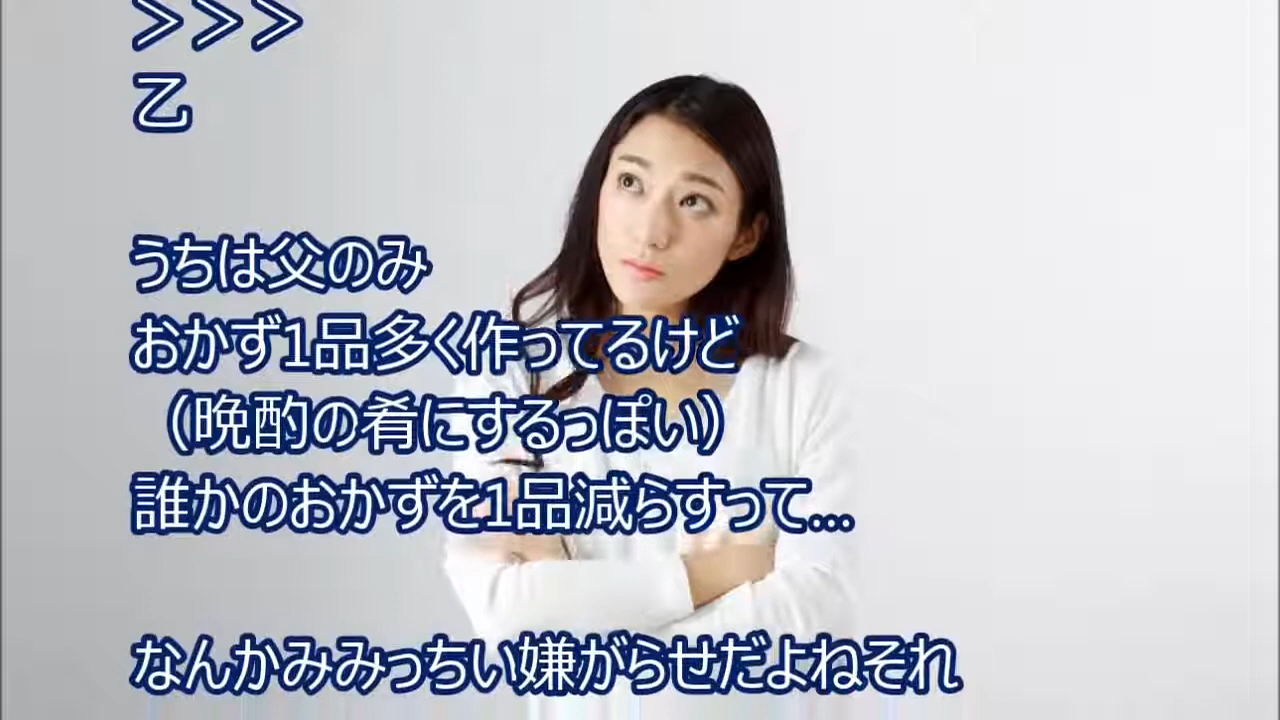 ＞＞＞
乙
うちは父のみ
おかず1品多く作ってるけど
（晩酌の肴にするっぽい）
誰かのおかずを1品減らすって…
なんかみみっちい嫌がらせだよねそれ